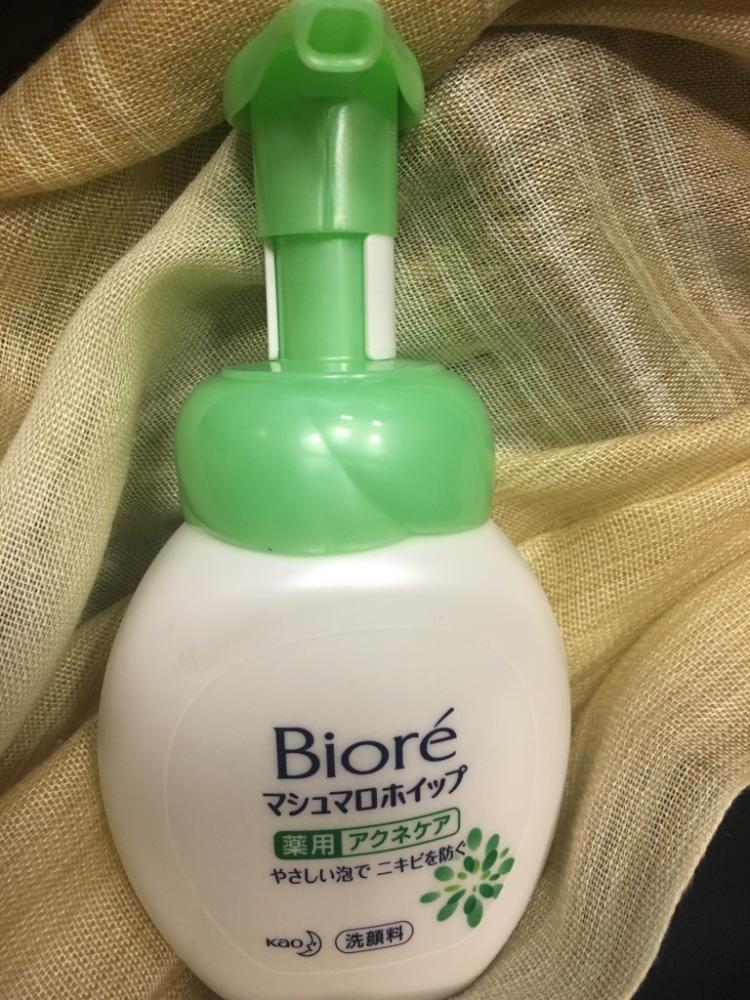 Bioré
マシュマロホイップ
薬用 アクネケア
やさしい泡で ニキビを防ぐ
Kao 洗顔料